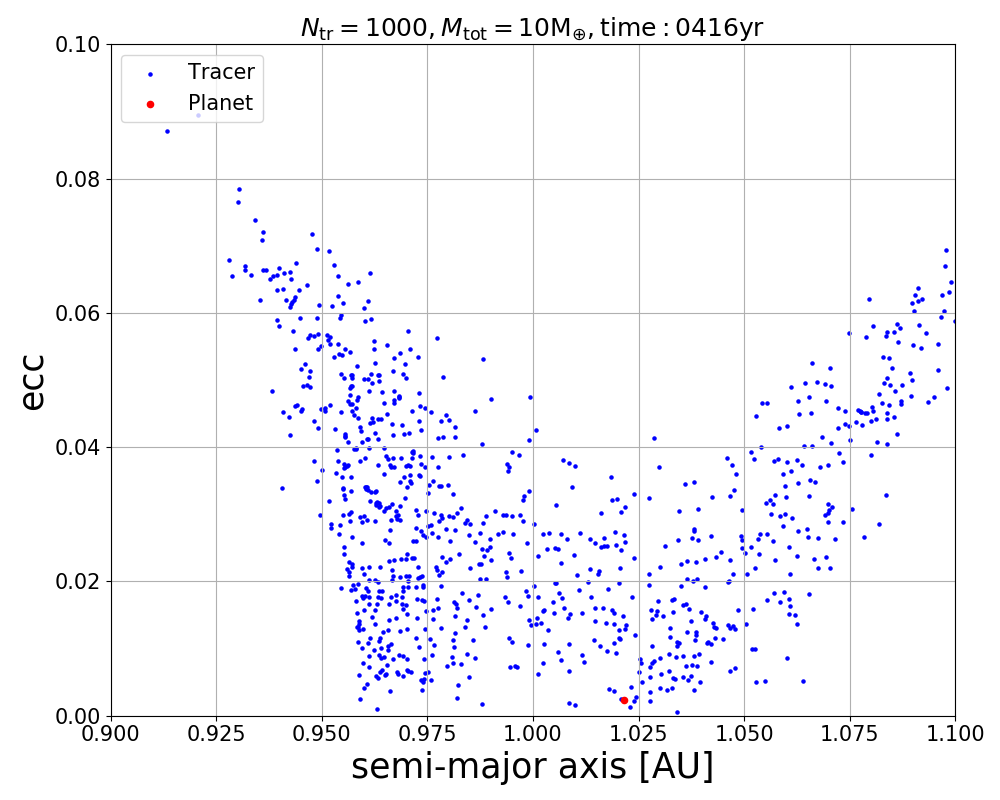 N_tr = 1000, M_tot = 10M_⊕, time : 0416yr
Tracer
Planet
0.10
0.08
0.06
0.04
0.02
0.00
ecc
0.900 0.925 0.950 0.975 1.000 1.025 1.050 1.075 1.100
semi-major axis [AU]